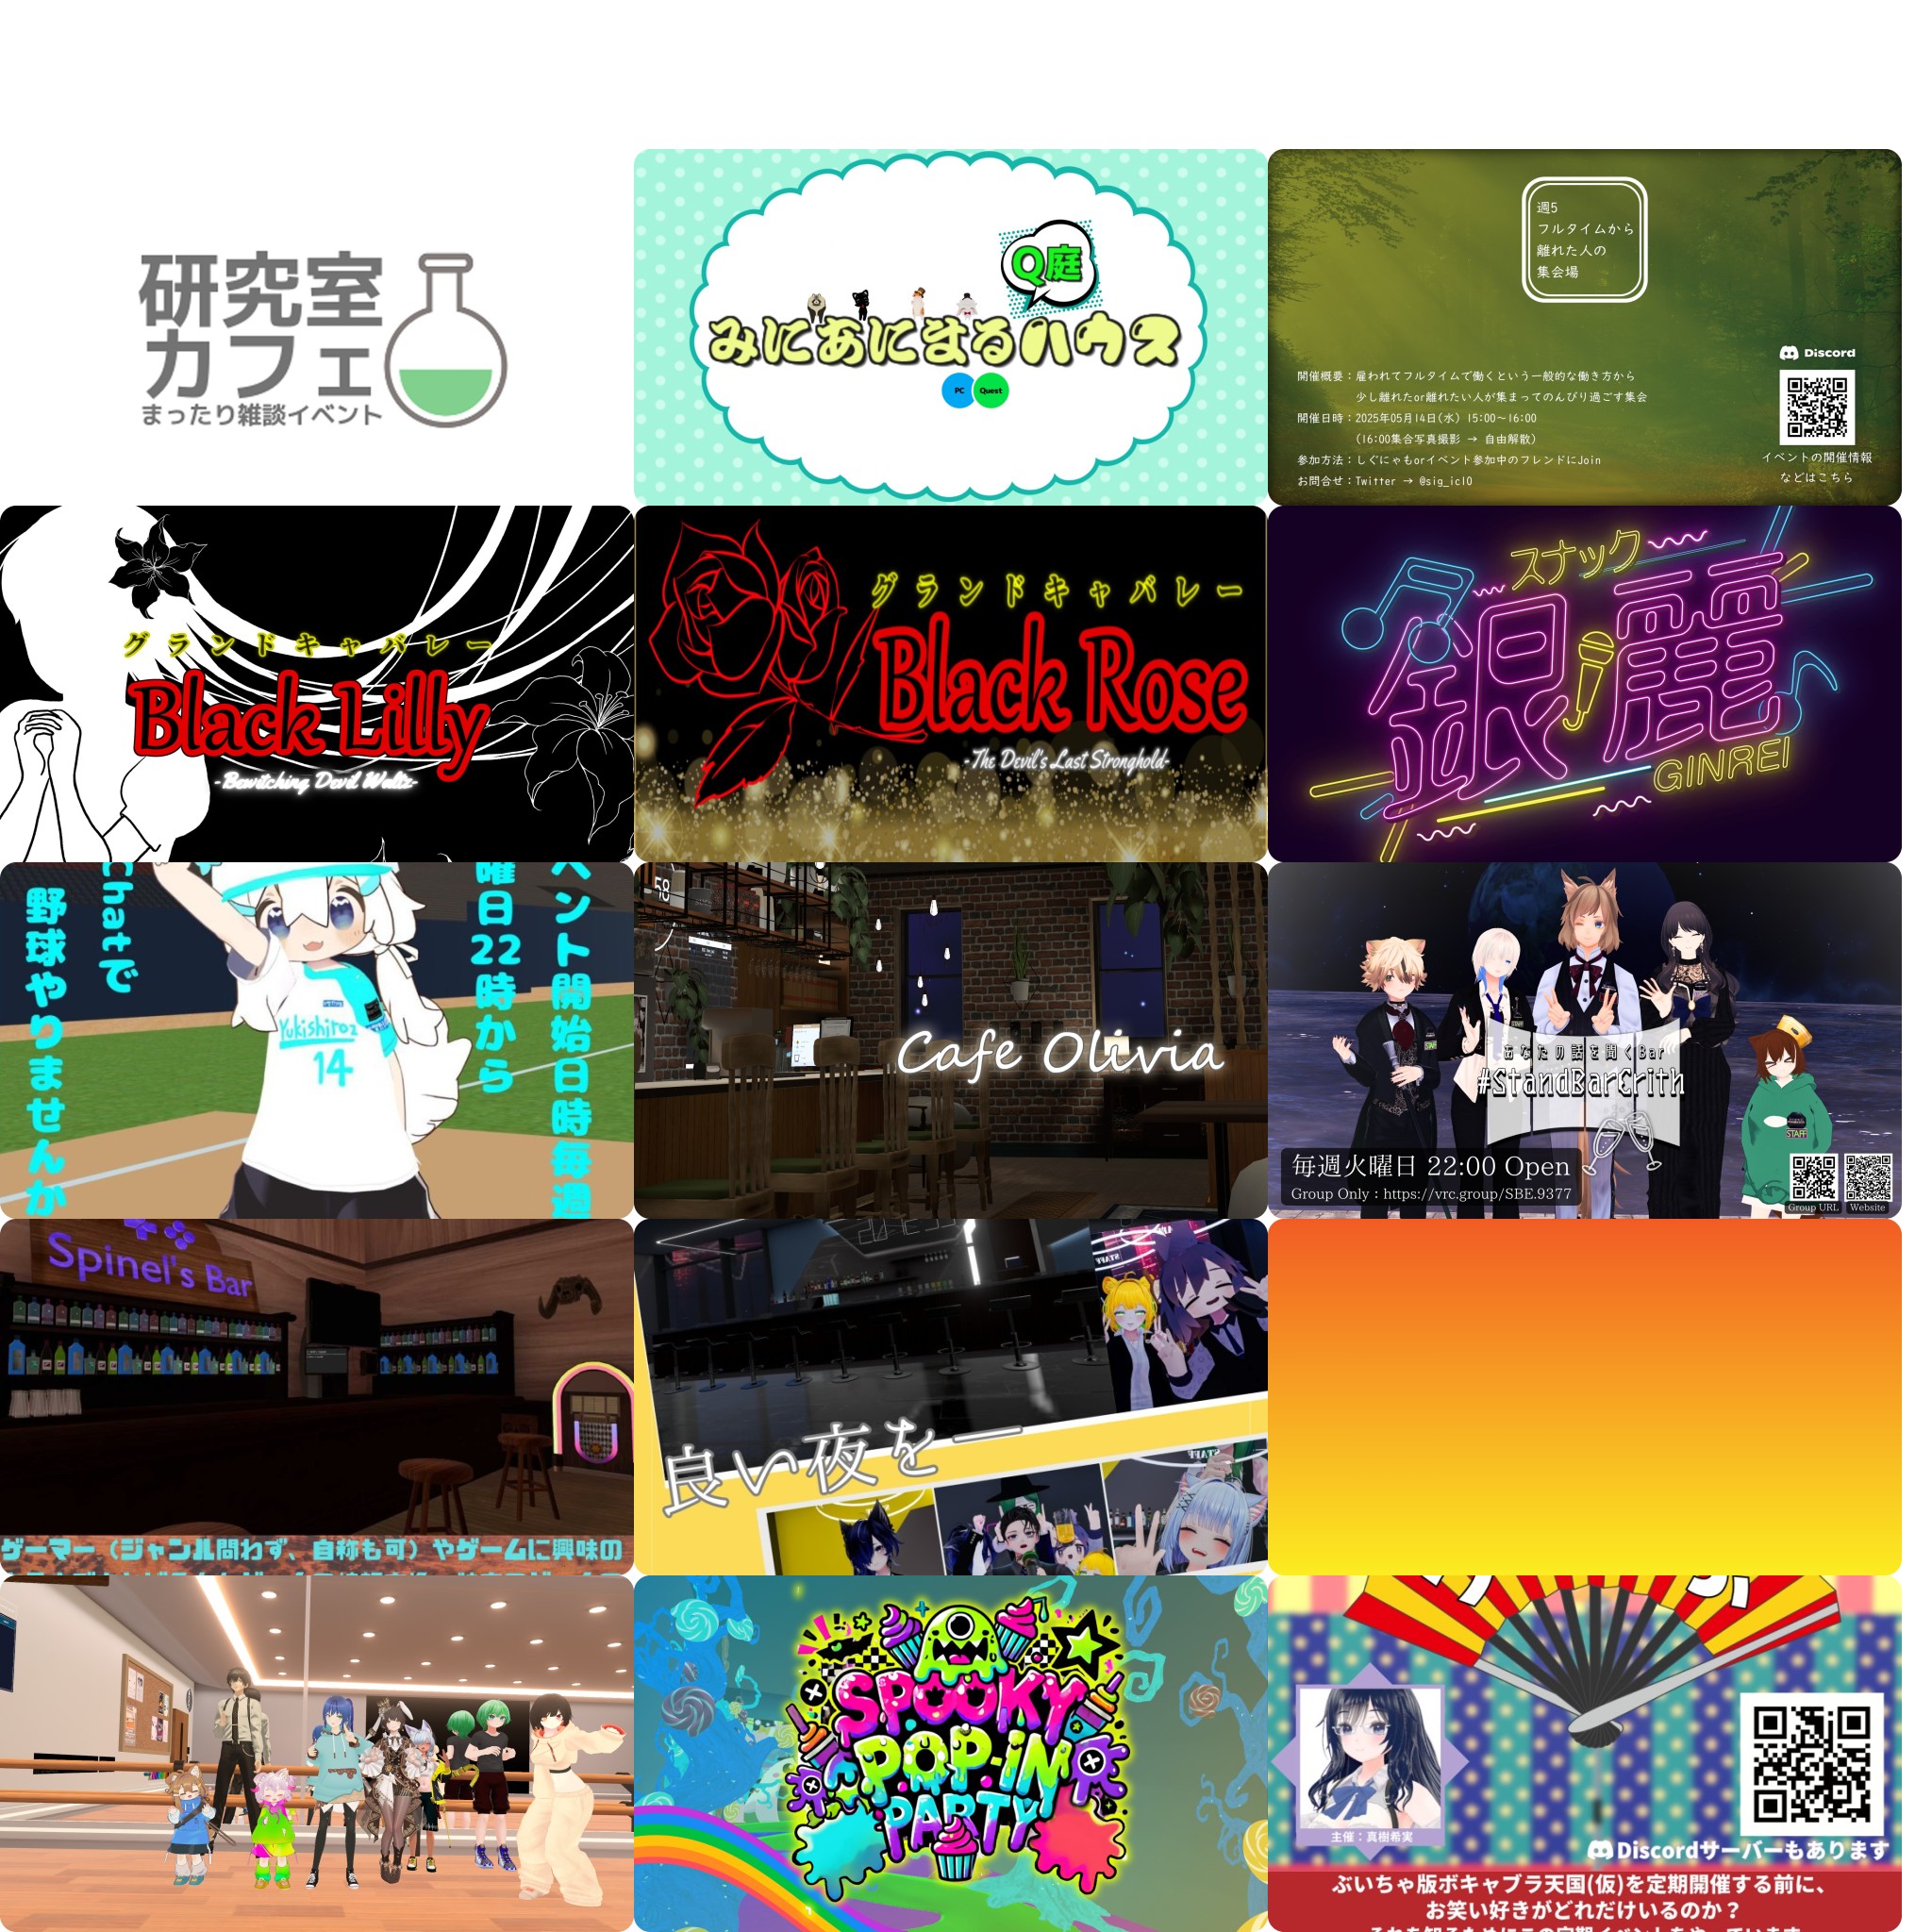 研究室
カフェ
まったり雑談イベント
Q庭
みにあにまるハウス
PC
Quest
週5
フルタイムから
離れた人の
集会場
開催概要:雇われてフルタイムで働くという一般的な働き方から
少し離れたor離れたい人が集まってのんびり過ごす集会
開催日時:2025年05月14日(水) 15:00~16:00
(16:00集合写真撮影 → 自由解散)
参加方法:しぐにゃもorイベント参加中のフレンドにJoin
お問合せ:Twitter → @sig_ic10
Discord
イベントの開催情報
などはこちら
グランドキャバレー
Black Lilly
-Bewitching Devil Waltz-
グランドキャバレー
Black Rose
-The Devil's Last Stronghold-
スナック
銀麗
GINREI
ベント開始日時毎週
曜日22時から
Chatで
野球やりませんか
Yukishiroz
14
58
Cafe Olivia
あなたの話を聞くBar
#StandBarErith
STAFF
毎週火曜日 22:00 Open
Group Only : https://vrc.group/SBE.9377
Group URL
Website
Spinel's Bar
ゲーマー(ジャンル問わず、自称も可)やゲームに興味の
良い夜を―
SPOOKY
POP-IN
PARTY
主催:真樹希実
Discordサーバーもあります
ぶいちゃ版ボキャブラ天国(仮)を定期開催する前に、
お笑い好きがどれだけいるのか?